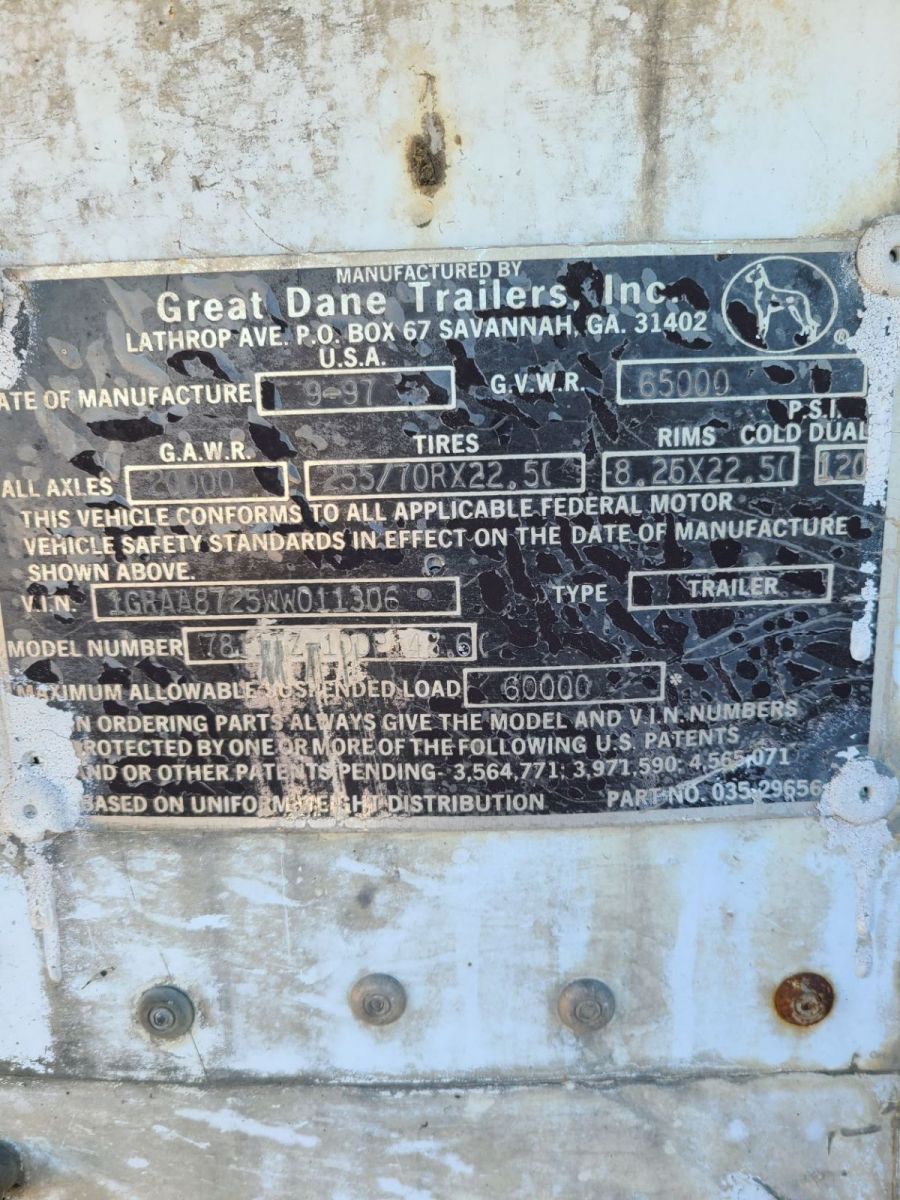 MANUFACTURED BY
Great Dane Trailers, Inc.
LATHROP AVE. P.O. BOX 67 SAVANNAH, GA. 31402
U.S.A.
®
ATE OF MANUFACTURE 9-97 G.V.W.R. 65000
P.S.I.
G.A.W.R. TIRES RIMS COLD DUAL
ALL AXLES 20000 255/70RX22.5( 8.25X22.5( 120
THIS VEHICLE CONFORMS TO ALL APPLICABLE FEDERAL MOTOR
VEHICLE SAFETY STANDARDS IN EFFECT ON THE DATE OF MANUFACTURE
SHOWN ABOVE.
V.I.N. 1GRAA8725WW011306 TYPE TRAILER
MODEL NUMBER
MAXIMUM ALLOWABLE SUSPENDED LOAD 60000 *
N ORDERING PARTS ALWAYS GIVE THE MODEL AND V.I.N. NUMBERS
ROTECTED BY ONE OR MORE OF THE FOLLOWING U.S. PATENTS
ND OR OTHER PATENTS PENDING- 3,564,771; 3,971,590; 4,565,071
BASED ON UNIFORM WEIGHT DISTRIBUTION PART NO. 035-29656